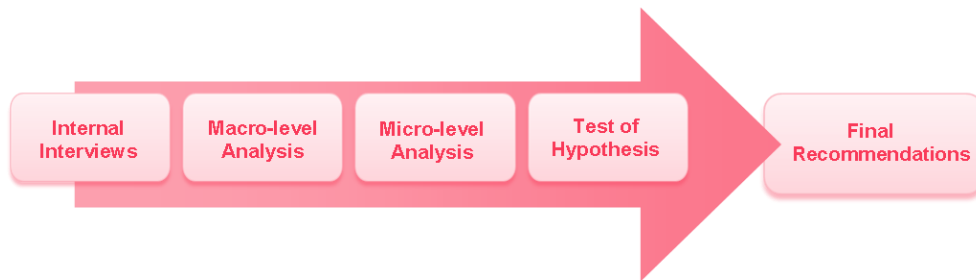 Internal
Interviews
Macro-level
Analysis
Micro-level
Analysis
Test of
Hypothesis
Final
Recommendations